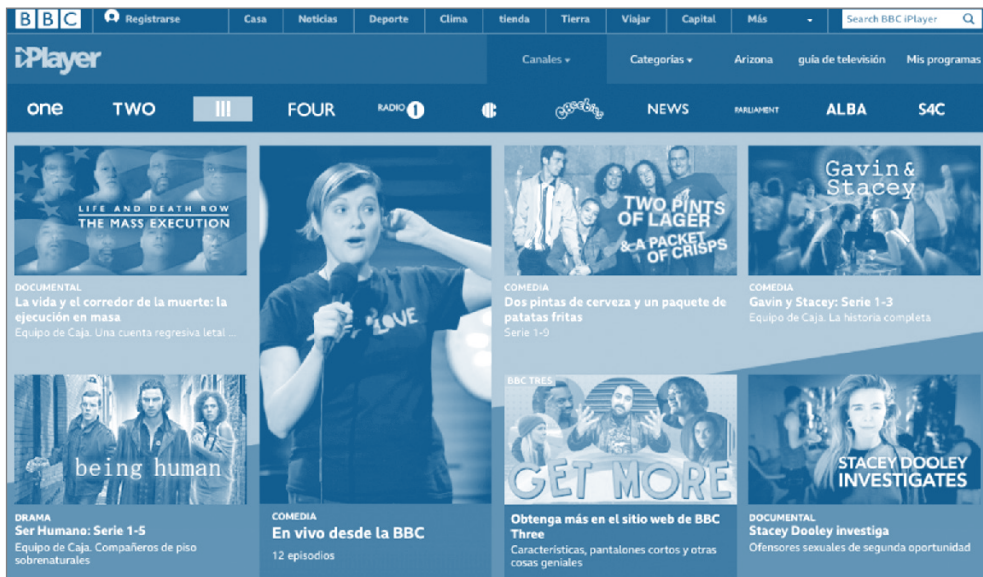 BBC Registrarse Casa Noticias Deporte Clima tienda Tierra Viajar Capital Más Search BBC iPlayer
iPlayer Canales Categorias Arizona guía de televisión Mis programas
one TWO III FOUR RADIO 1 CBBC CBeebies NEWS PARLIAMENT ALBA S4C
LIFE AND DEATH ROW
THE MASS EXECUTION
DOCUMENTAL
La vida y el corredor de la muerte: la
ejecución en masa
Equipo de Caja. Una cuenta regresiva letal ...
being human
DRAMA
Ser Humano: Serie 1-5
Equipo de Caja. Compañeros de piso
sobrenaturales
LOVE
COMEDIA
En vivo desde la BBC
12 episodios
TWO PINTS
OF LAGER
& A PACKET
OF CRISPS
COMEDIA
Dos pintas de cerveza y un paquete de
patatas fritas
Serie 1-9
BBC TRES
GET MORE
Obtenga más en el sitio web de BBC
Three
Características, pantalones cortos y otras
cosas geniales
Gavin &
Stacey
COMEDIA
Gavin y Stacey: Serie 1-3
Equipo de Caja. La historia completa
STACEY DOOLEY
INVESTIGATES
DOCUMENTAL
Stacey Dooley investiga
Ofensores sexuales de segunda oportunidad